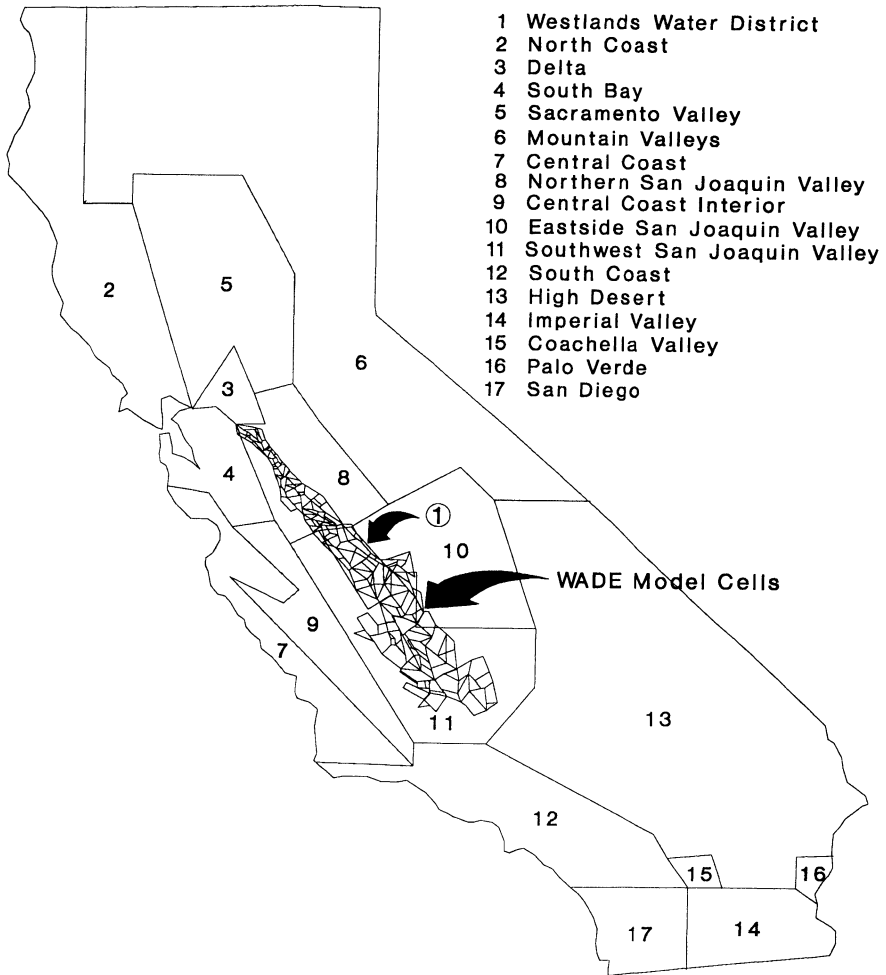 1 Westlands Water District
2 North Coast
3 Delta
4 South Bay
5 Sacramento Valley
6 Mountain Valleys
7 Central Coast
8 Northern San Joaquin Valley
9 Central Coast Interior
10 Eastside San Joaquin Valley
11 Southwest San Joaquin Valley
12 South Coast
13 High Desert
14 Imperial Valley
15 Coachella Valley
16 Palo Verde
17 San Diego
2
5
6
3
4
8
1
10
WADE Model Cells
9
7
11
13
12
15
16
17
14